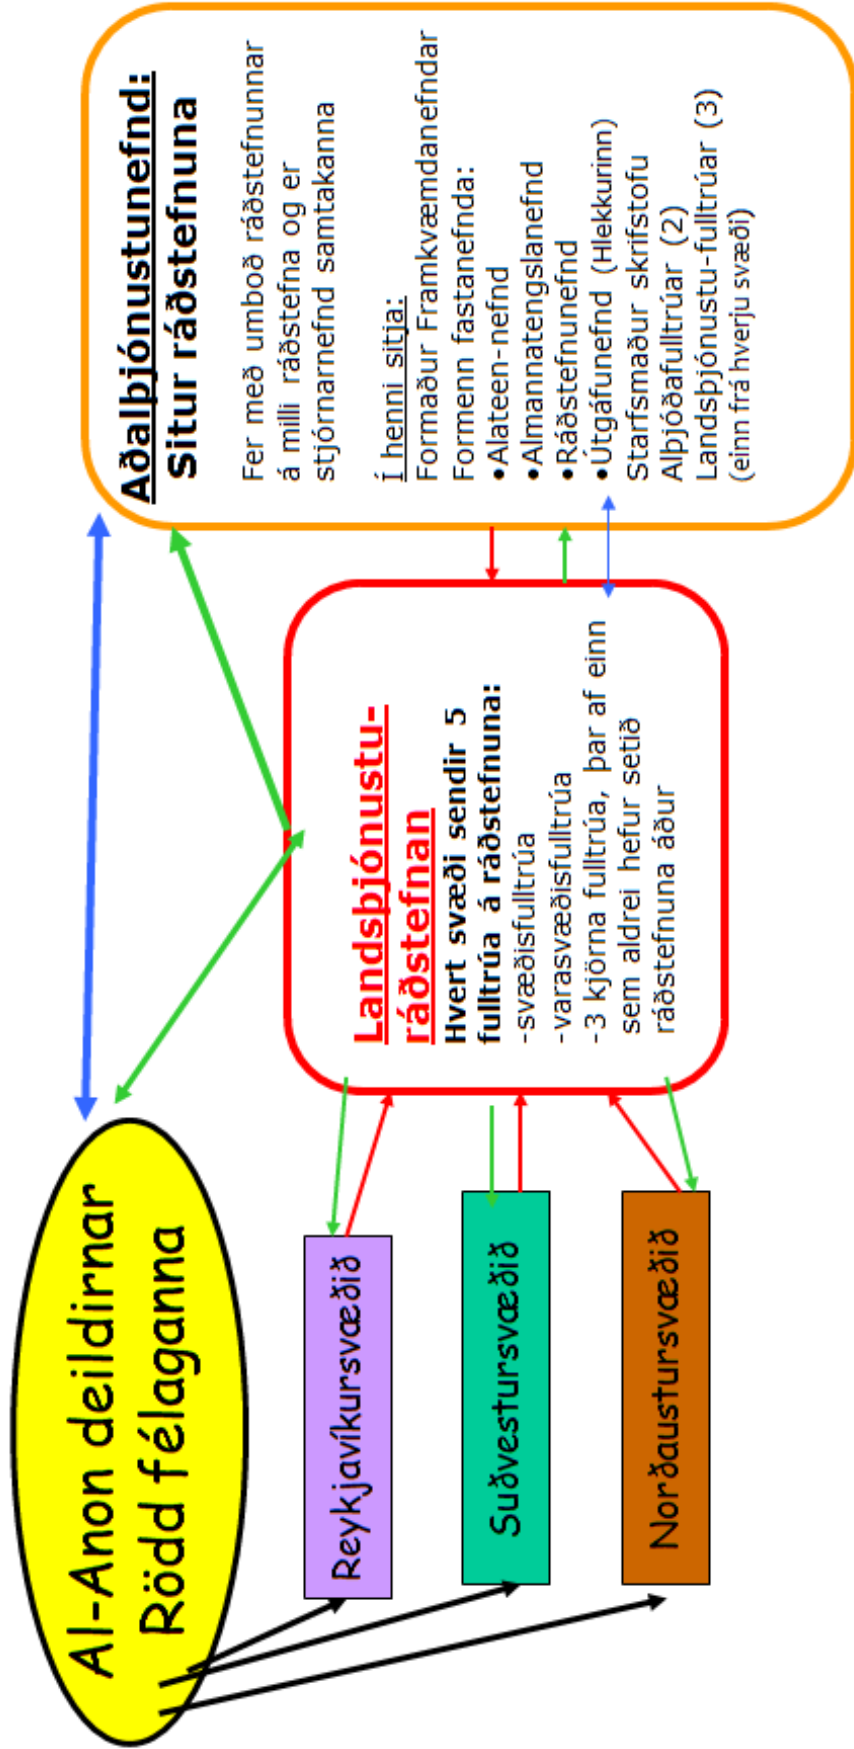 Al-Anon deildirnar
Rödd félaganna
Reykjavíkursvæðið
Suðvestursvæðið
Norðaustursvæðið
Landsþjónustu-
ráðstefnan
Hvert svæði sendir 5
fulltrúa á ráðstefnuna:
-svæðisfulltrúa
-varasvæðisfulltrúa
-3 kjörna fulltrúa, þar af einn
sem aldrei hefur setið
ráðstefnuna áður
Aðalþjónustunefnd:
Situr ráðstefnuna
Fer með umboð ráðstefnunnar
á milli ráðstefna og er
stjórnarnefnd samtakanna
Í henni sitja:
Formaður Framkvæmdanefndar
Formenn fastanefnda:
•Alateen-nefnd
•Almannatengslanefnd
•Ráðstefnunefnd
•Útgáfunefnd (Hlekkurinn)
Starfsmaður skrifstofu
Alþjóðafulltrúar (2)
Landsþjónustu-fulltrúar (3)
(einn frá hverju svæði)